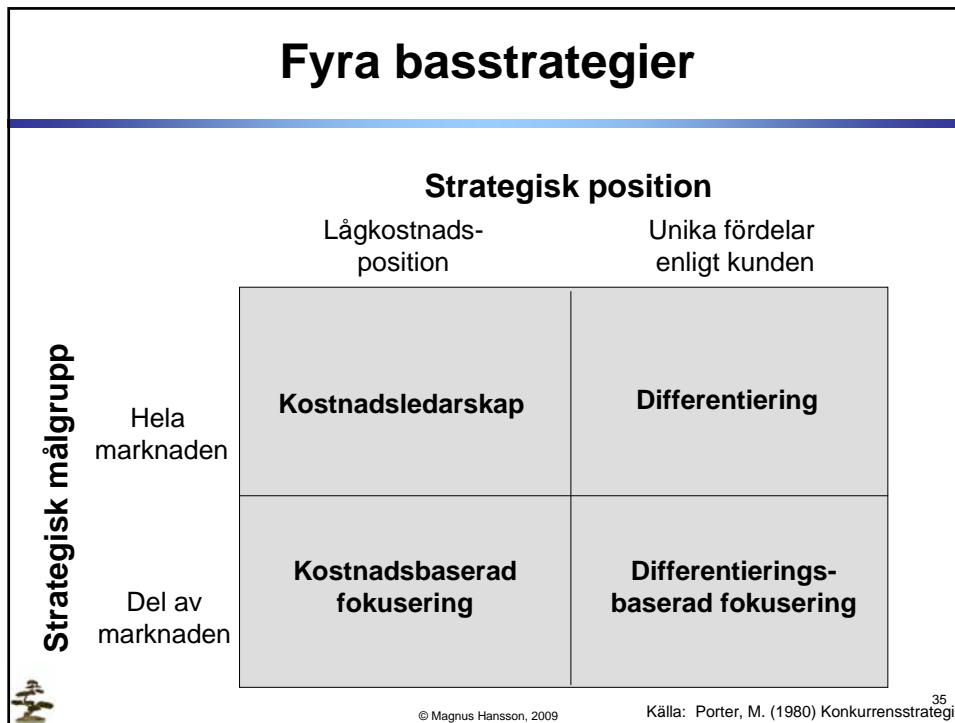 Fyra basstrategier
Strategisk position
Lågkostnads-
position
Unika fördelar
enligt kunden
Strategisk målgrupp
Hela
marknaden
Kostnadsledarskap
Differentiering
Del av
marknaden
Kostnadsbaserad
fokusering
Differentierings-
baserad fokusering
© Magnus Hansson, 2009
Källa: Porter, M. (1980) Konkurrensstrategi
35